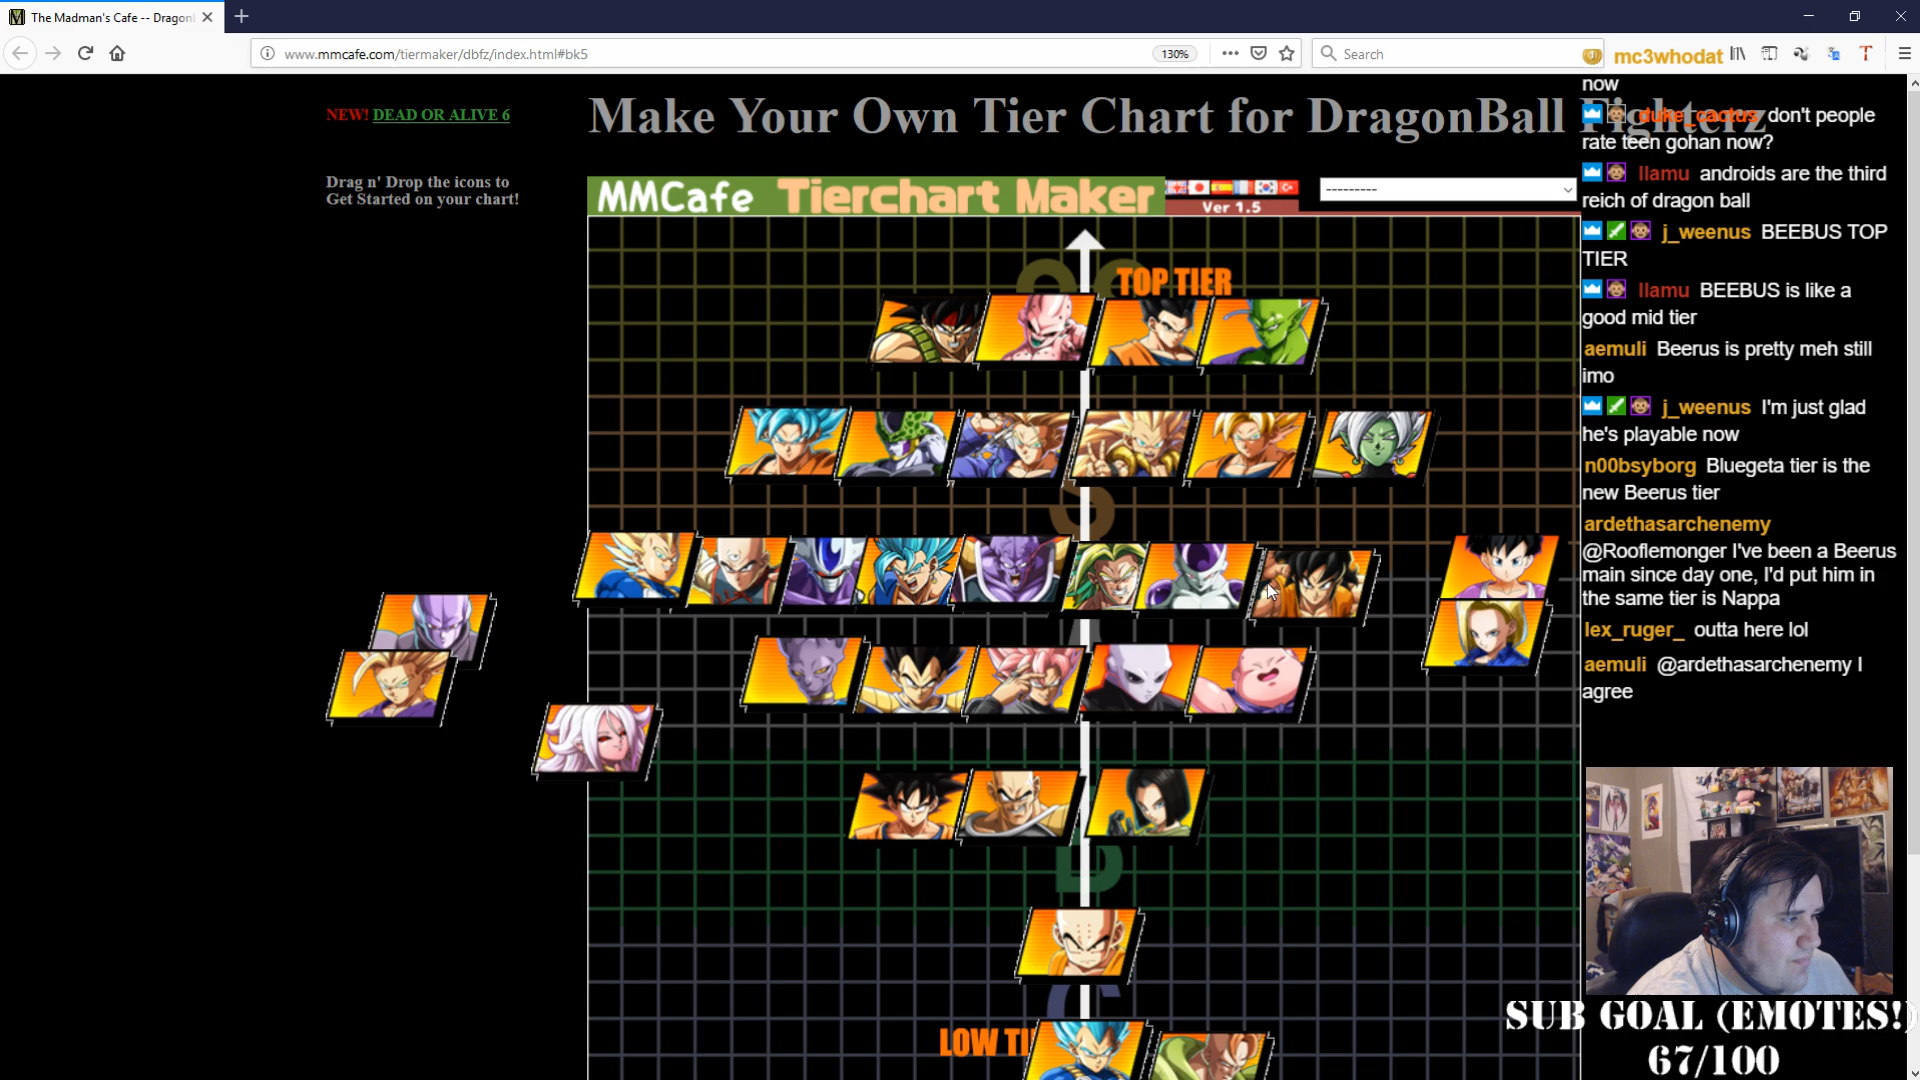 The Madman's Cafe -- Dragonl
www.mmcafe.com/tiermaker/dbfz/index.html#bk5
130%
Search
mc3whodat
NEW! DEAD OR ALIVE 6
Make Your Own Tier Chart for DragonBall Fighterz
Drag n' Drop the icons to
Get Started on your chart!
MMCafe Tierchart Maker
Ver 1.5
---------
TOP TIER
S
D
LOW TI
now
duke_cactus don't people
rate teen gohan now?
llamu androids are the third
reich of dragon ball
j_weenus BEEBUS TOP
TIER
llamu BEEBUS is like a
good mid tier
aemuli Beerus is pretty meh still
imo
j_weenus I'm just glad
he's playable now
n00bsyborg Bluegeta tier is the
new Beerus tier
ardethasarchenemy
@Rooflemonger I've been a Beerus
main since day one, I'd put him in
the same tier is Nappa
lex_ruger_ outta here lol
aemuli @ardethasarchenemy I
agree
SUB GOAL (EMOTES!)
67/100